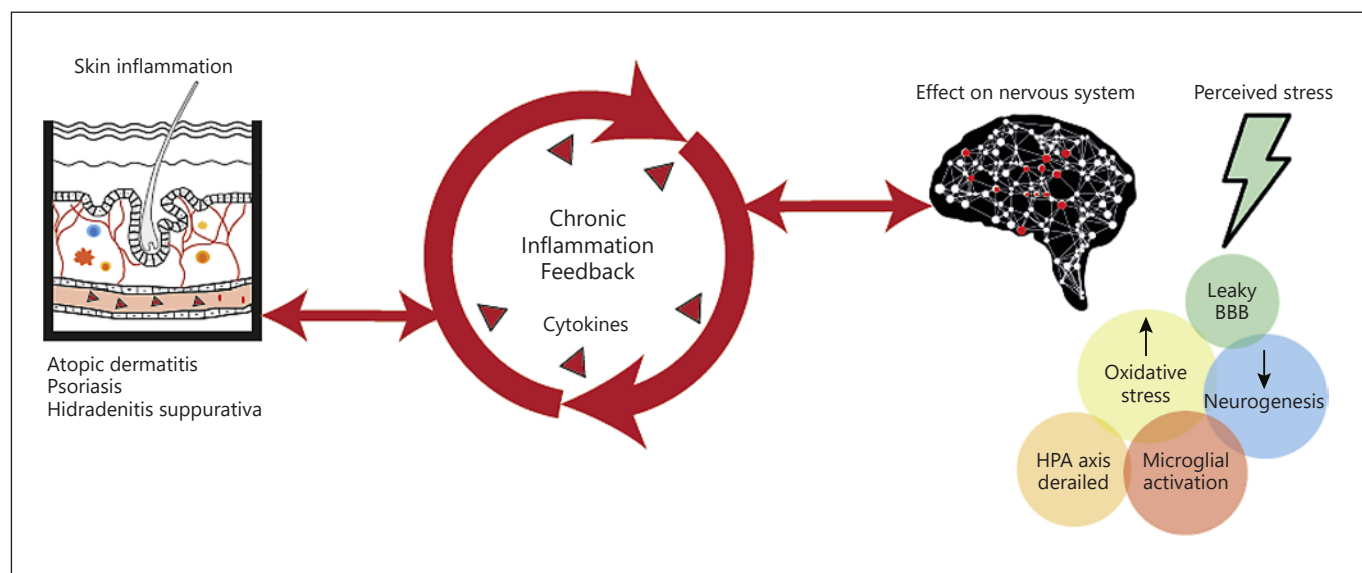 Skin inflammation
Atopic dermatitis
Psoriasis
Hidradenitis suppurativa
Chronic
Inflammation
Feedback
Cytokines
Effect on nervous system
Perceived stress
Leaky
BBB
Oxidative
stress
Neurogenesis
HPA axis
derailed
Microglial
activation